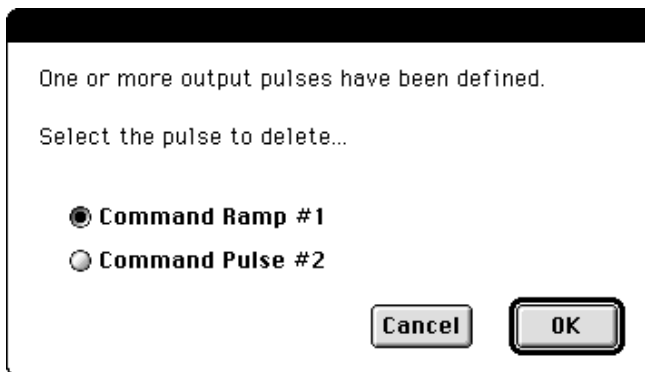 One or more output pulses have been defined.
Select the pulse to delete...
Command Ramp #1
Command Pulse #2
Cancel
OK